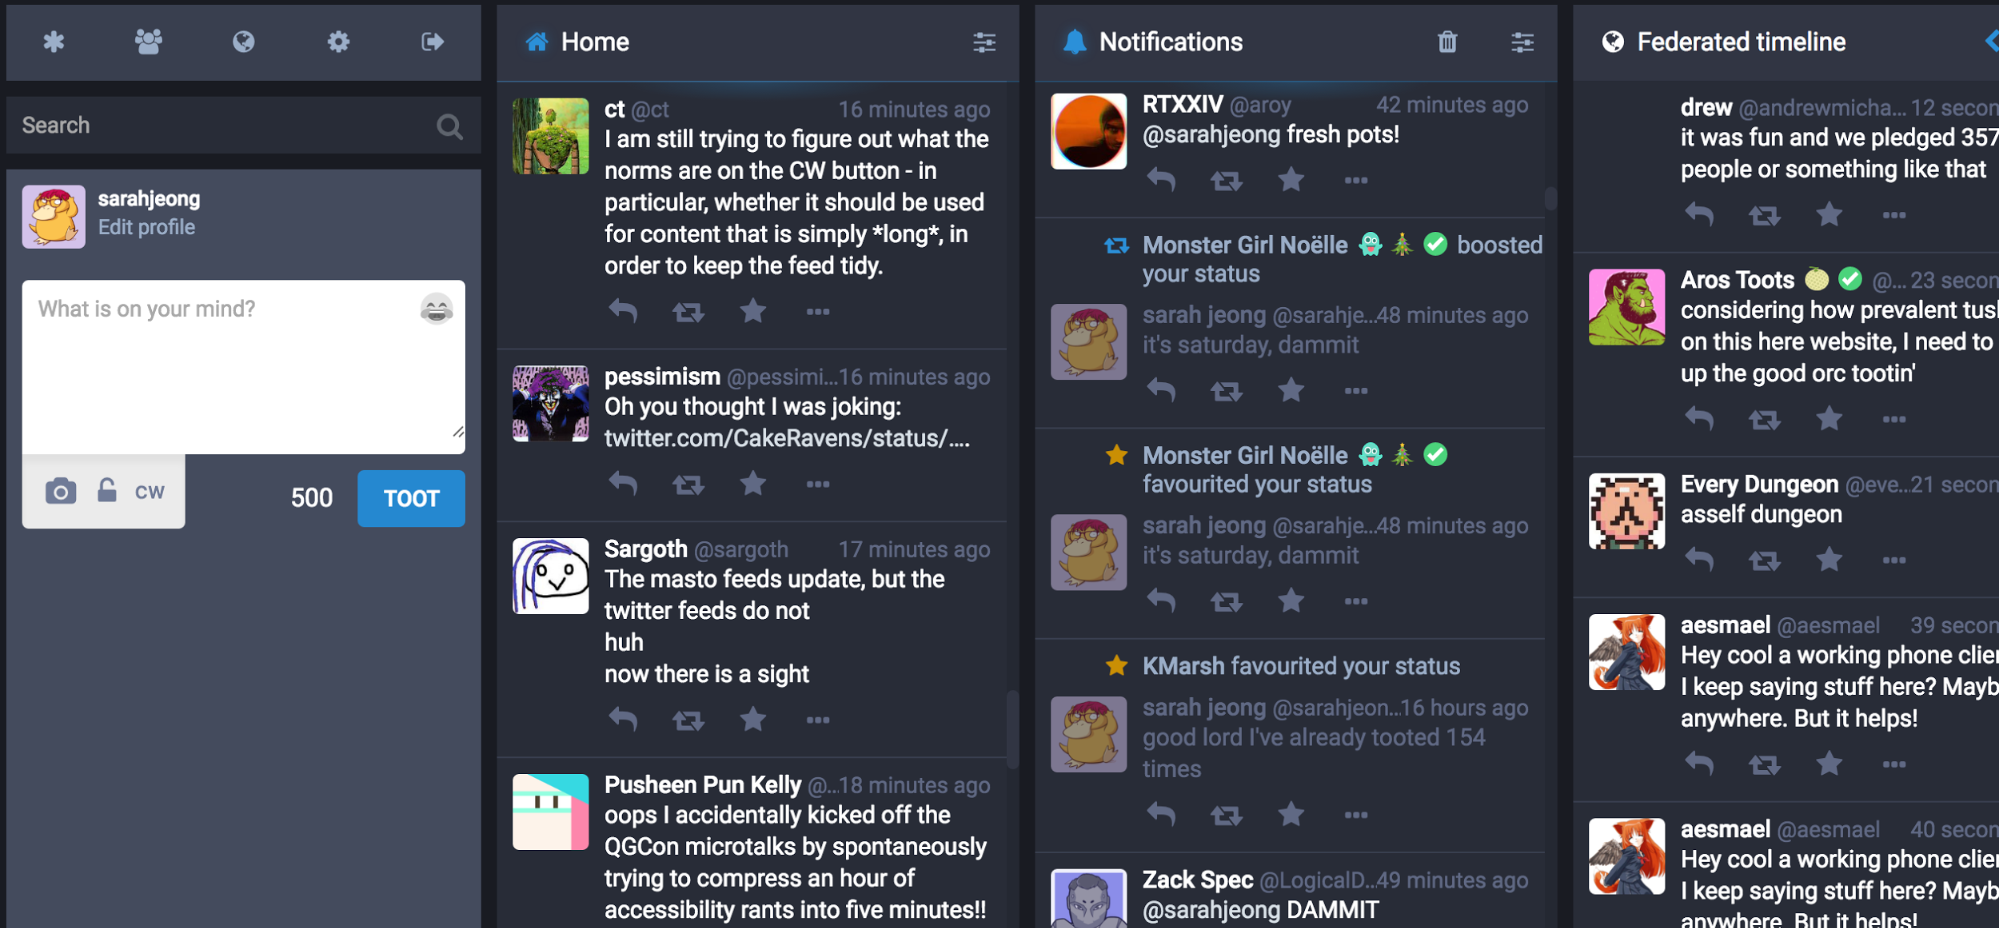 Search
sarahjeong
Edit profile
What is on your mind?
CW
500
TOOT
Home
ct @ct 16 minutes ago
I am still trying to figure out what the
norms are on the CW button - in
particular, whether it should be used
for content that is simply *long*, in
order to keep the feed tidy.
pessimism @pessimi...16 minutes ago
Oh you thought I was joking:
twitter.com/CakeRavens/status/....
Sargoth @sargoth 17 minutes ago
The masto feeds update, but the
twitter feeds do not
huh
now there is a sight
Pusheen Pun Kelly @...18 minutes ago
oops I accidentally kicked off the
QGCon microtalks by spontaneously
trying to compress an hour of
accessibility rants into five minutes!!
Notifications
RTXXIV @aroy 42 minutes ago
@sarahjeong fresh pots!
Monster Girl Noëlle 👻 🎄 ✅ boosted
your status
sarah jeong @sarahje...48 minutes ago
it's saturday, dammit
Monster Girl Noëlle 👻 🎄 ✅
favourited your status
sarah jeong @sarahje...48 minutes ago
it's saturday, dammit
KMarsh favourited your status
sarah jeong @sarahjeon...16 hours ago
good lord I've already tooted 154
times
Zack Spec @LogicalD...49 minutes ago
@sarahjeong DAMMIT
Federated timeline
drew @andrewmicha... 12 secon
it was fun and we pledged 357
people or something like that
Aros Toots 🍈 ✅ @... 23 secon
considering how prevalent tusl
on this here website, I need to
up the good orc tootin'
Every Dungeon @eve...21 secon
asself dungeon
aesmael @aesmael 39 secon
Hey cool a working phone clie
I keep saying stuff here? Mayb
anywhere. But it helps!
aesmael @aesmael 40 secon
Hey cool a working phone clie
I keep saying stuff here? Mayb
anywhere. But it helps!